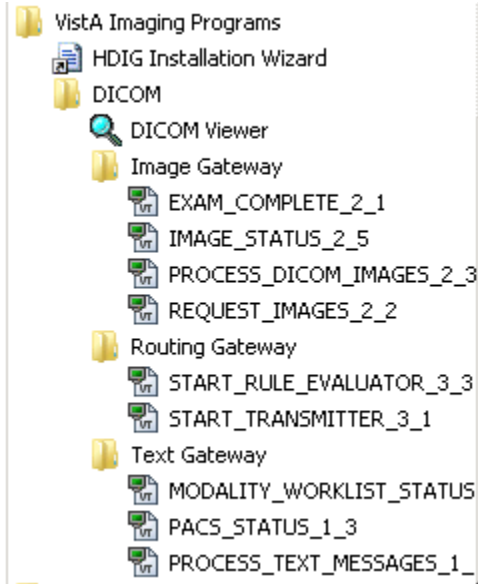 VistA Imaging Programs
HDIG Installation Wizard
DICOM
DICOM Viewer
Image Gateway
EXAM_COMPLETE_2_1
IMAGE_STATUS_2_5
PROCESS_DICOM_IMAGES_2_3
REQUEST_IMAGES_2_2
Routing Gateway
START_RULE_EVALUATOR_3_3
START_TRANSMITTER_3_1
Text Gateway
MODALITY_WORKLIST_STATUS
PACS_STATUS_1_3
PROCESS_TEXT_MESSAGES_1_